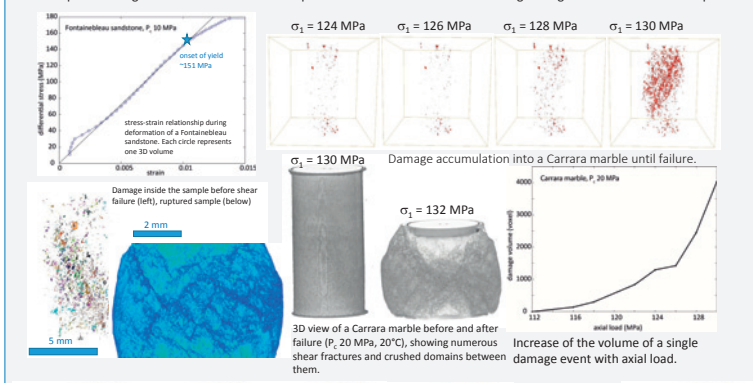 σ1 = 124 MPa
σ1 = 126 MPa
σ1 = 128 MPa
σ1 = 130 MPa
Fontainebleau sandstone, Pc 10 MPa
onset of yield
~151 MPa
stress-strain relationship during
deformation of a Fontainebleau
sandstone. Each circle represents
one 3D volume
differential stress (MPa)
180
160
140
120
100
80
60
40
20
0
0
0.005
0.01
0.015
strain
Damage accumulation into a Carrara marble until failure.
Damage inside the sample before shear
failure (left), ruptured sample (below)
2 mm
5 mm
σ1 = 130 MPa
σ1 = 132 MPa
3D view of a Carrara marble before and after
failure (Pc 20 MPa, 20°C), showing numerous
shear fractures and crushed domains between
them.
Carrara marble, Pc 20 MPa
damage volume (voxel)
4000
3000
2000
1000
0
112
116
120
124
128
axial load (MPa)
Increase of the volume of a single
damage event with axial load.